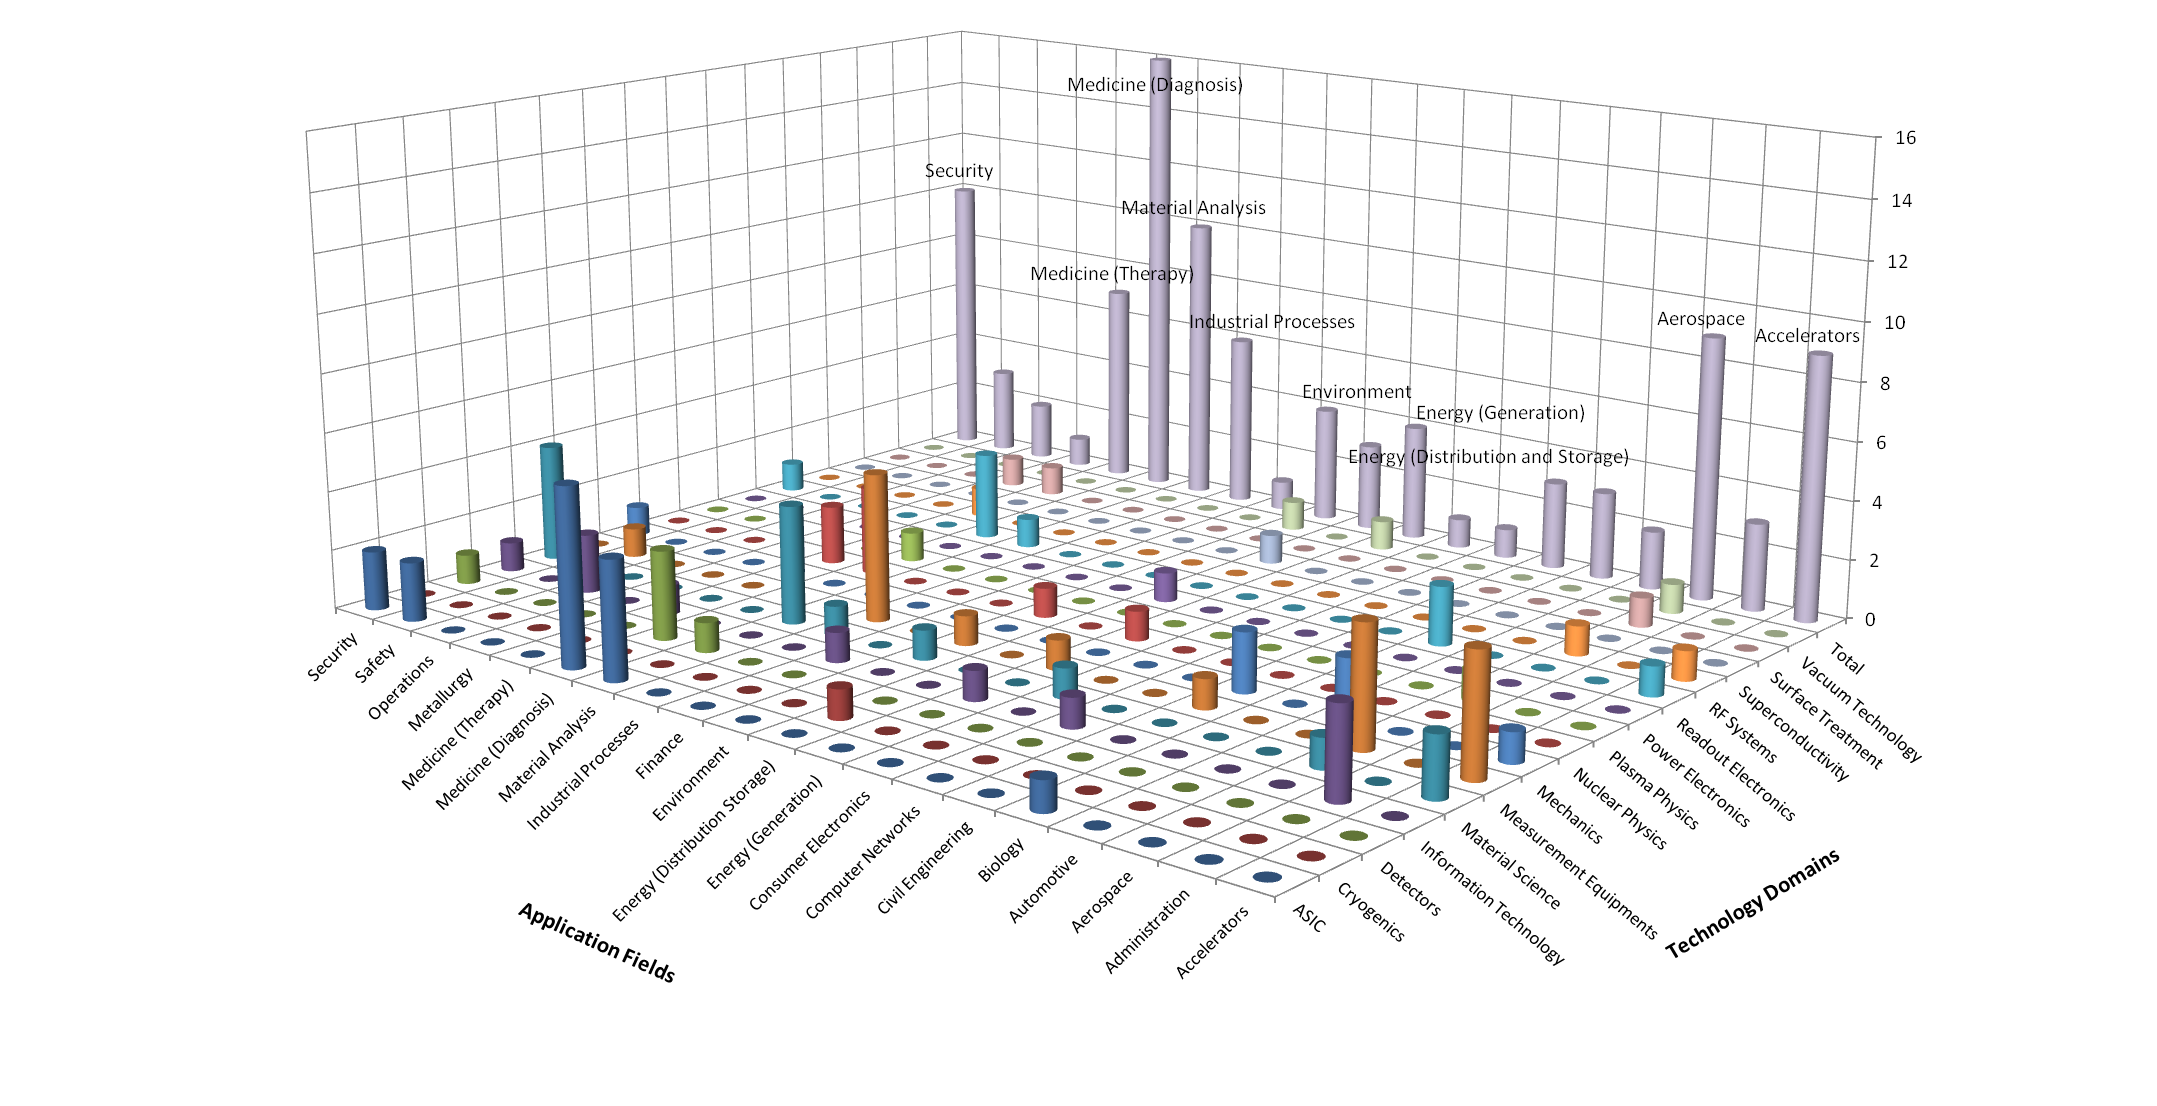 Medicine (Diagnosis)
Security
Material Analysis
Medicine (Therapy)
Industrial Processes
Aerospace
Accelerators
Environment
Energy (Generation)
Energy (Distribution and Storage)
16
14
12
10
8
6
4
2
0
Security
Safety
Operations
Metallurgy
Medicine (Therapy)
Medicine (Diagnosis)
Material Analysis
Industrial Processes
Finance
Environment
Energy (Distribution Storage)
Energy (Generation)
Consumer Electronics
Computer Networks
Civil Engineering
Biology
Automotive
Aerospace
Administration
Accelerators
Application Fields
ASIC
Cryogenics
Detectors
Information Technology
Material Science
Measurement Equipments
Mechanics
Nuclear Physics
Plasma Physics
Power Electronics
Readout Electronics
RF Systems
Superconductivity
Surface Treatment
Vacuum Technology
Total
Technology Domains